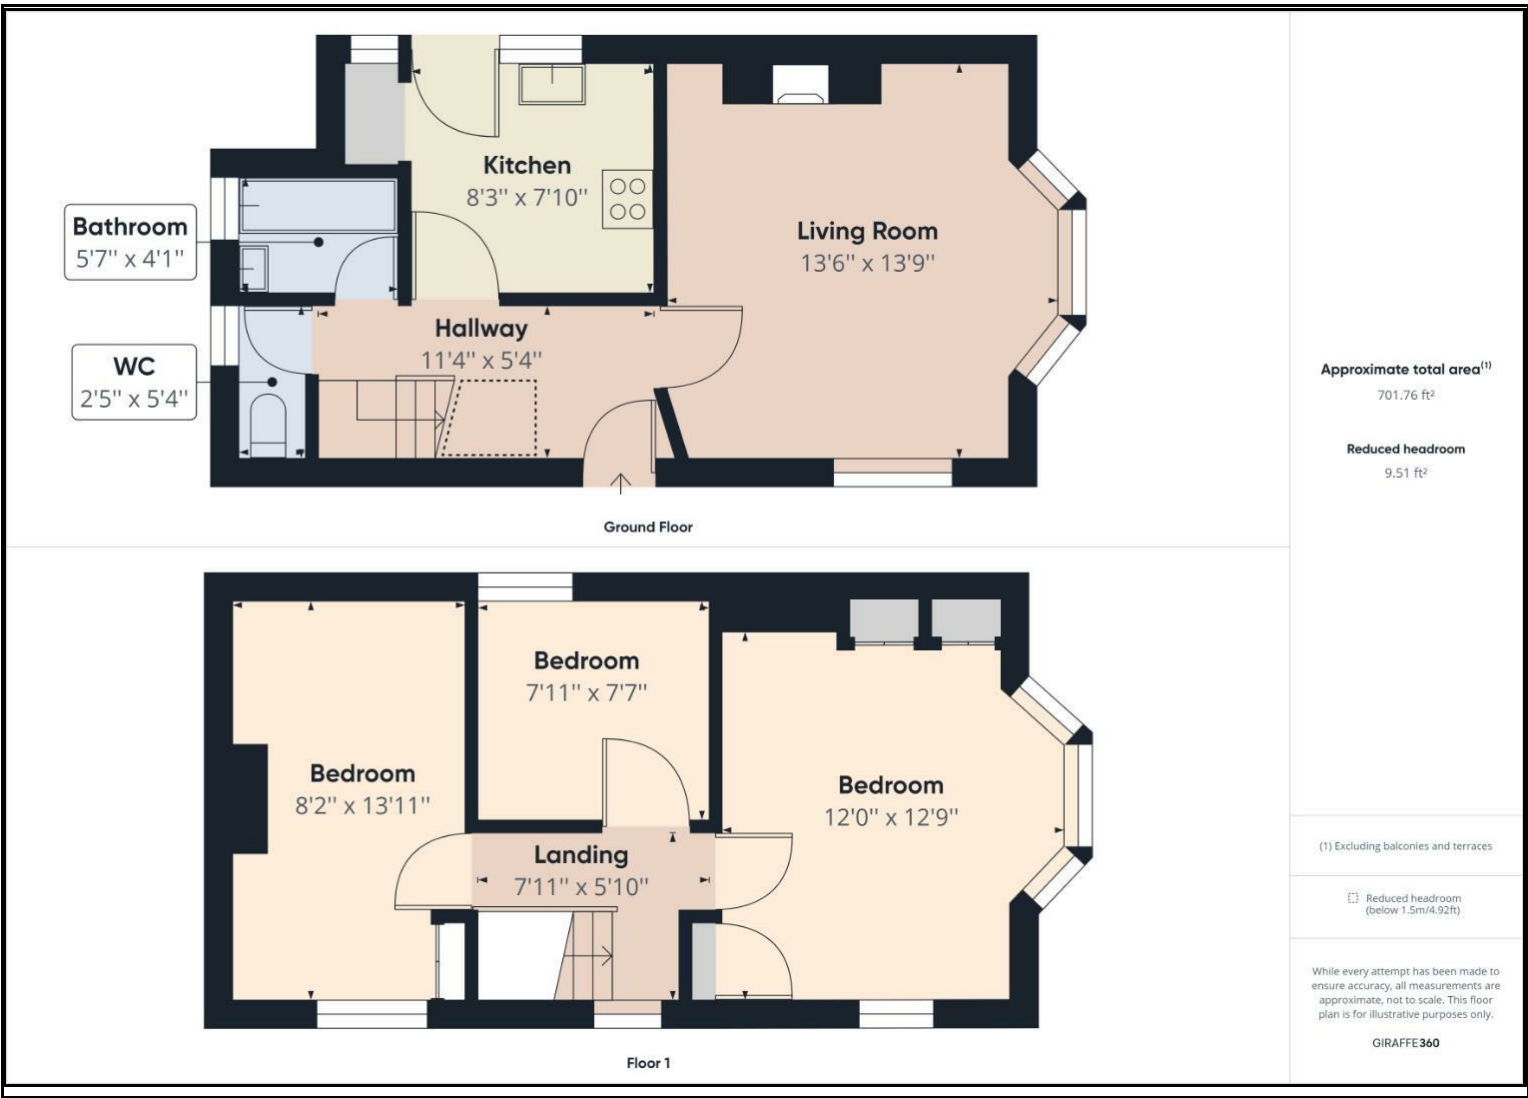 Kitchen
8'3'' x 7'10''
Bathroom
5'7'' x 4'1''
Living Room
13'6'' x 13'9''
Hallway
11'4'' x 5'4''
WC
2'5'' x 5'4''
Ground Floor
Bedroom
7'11'' x 7'7''
Bedroom
8'2'' x 13'11''
Bedroom
12'0'' x 12'9''
Landing
7'11'' x 5'10''
Floor 1
Approximate total area(1)
701.76 ft²
Reduced headroom
9.51 ft²
(1) Excluding balconies and terraces
Reduced headroom
(below 1.5m/4.92ft)
While every attempt has been made to
ensure accuracy, all measurements are
approximate, not to scale. This floor
plan is for illustrative purposes only.
GIRAFFE360